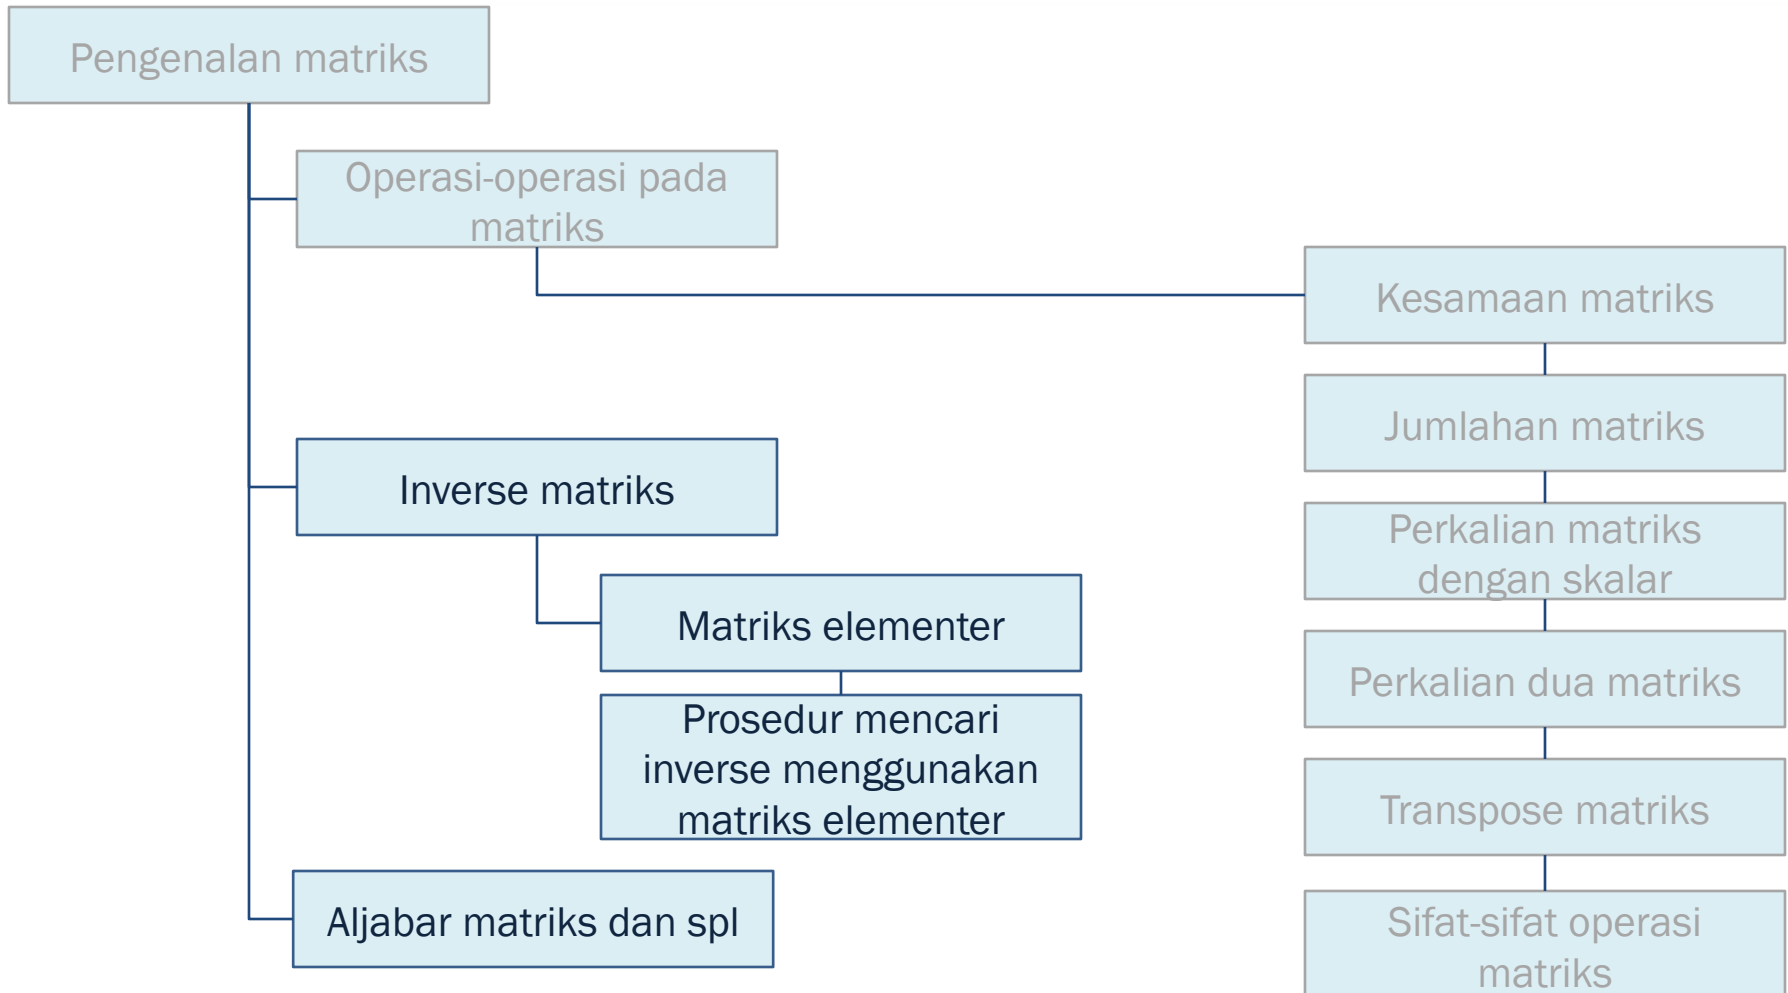 Pengenalan matriks
Operasi-operasi pada
matriks
Kesamaan matriks
Jumlahan matriks
Inverse matriks
Perkalian matriks
dengan skalar
Matriks elementer
Perkalian dua matriks
Prosedur mencari
inverse menggunakan
matriks elementer
Transpose matriks
Aljabar matriks dan spl
Sifat-sifat operasi
matriks